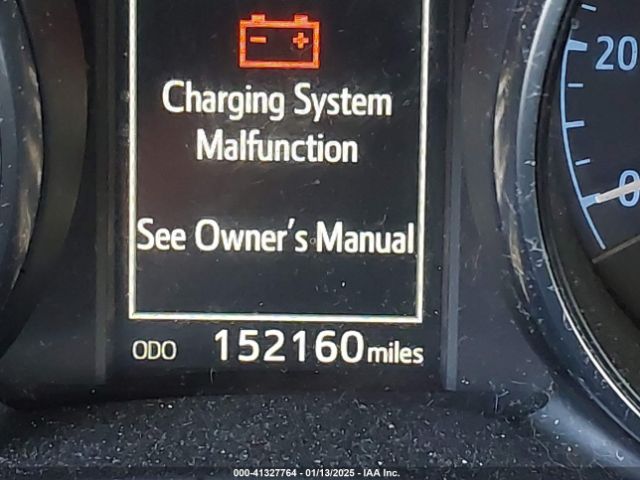 20
Charging System
Malfunction
0
See Owner's Manual
ODO 152160 miles
000-41327764 - 01/13/2025 - IAA Inc.